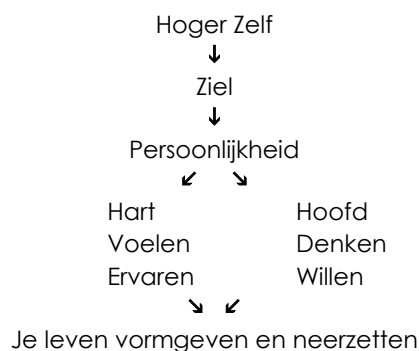 Hoger Zelf
Ziel
Persoonlijkheid
Hart Hoofd
Voelen Denken
Ervaren Willen
Je leven vormgeven en neerzetten